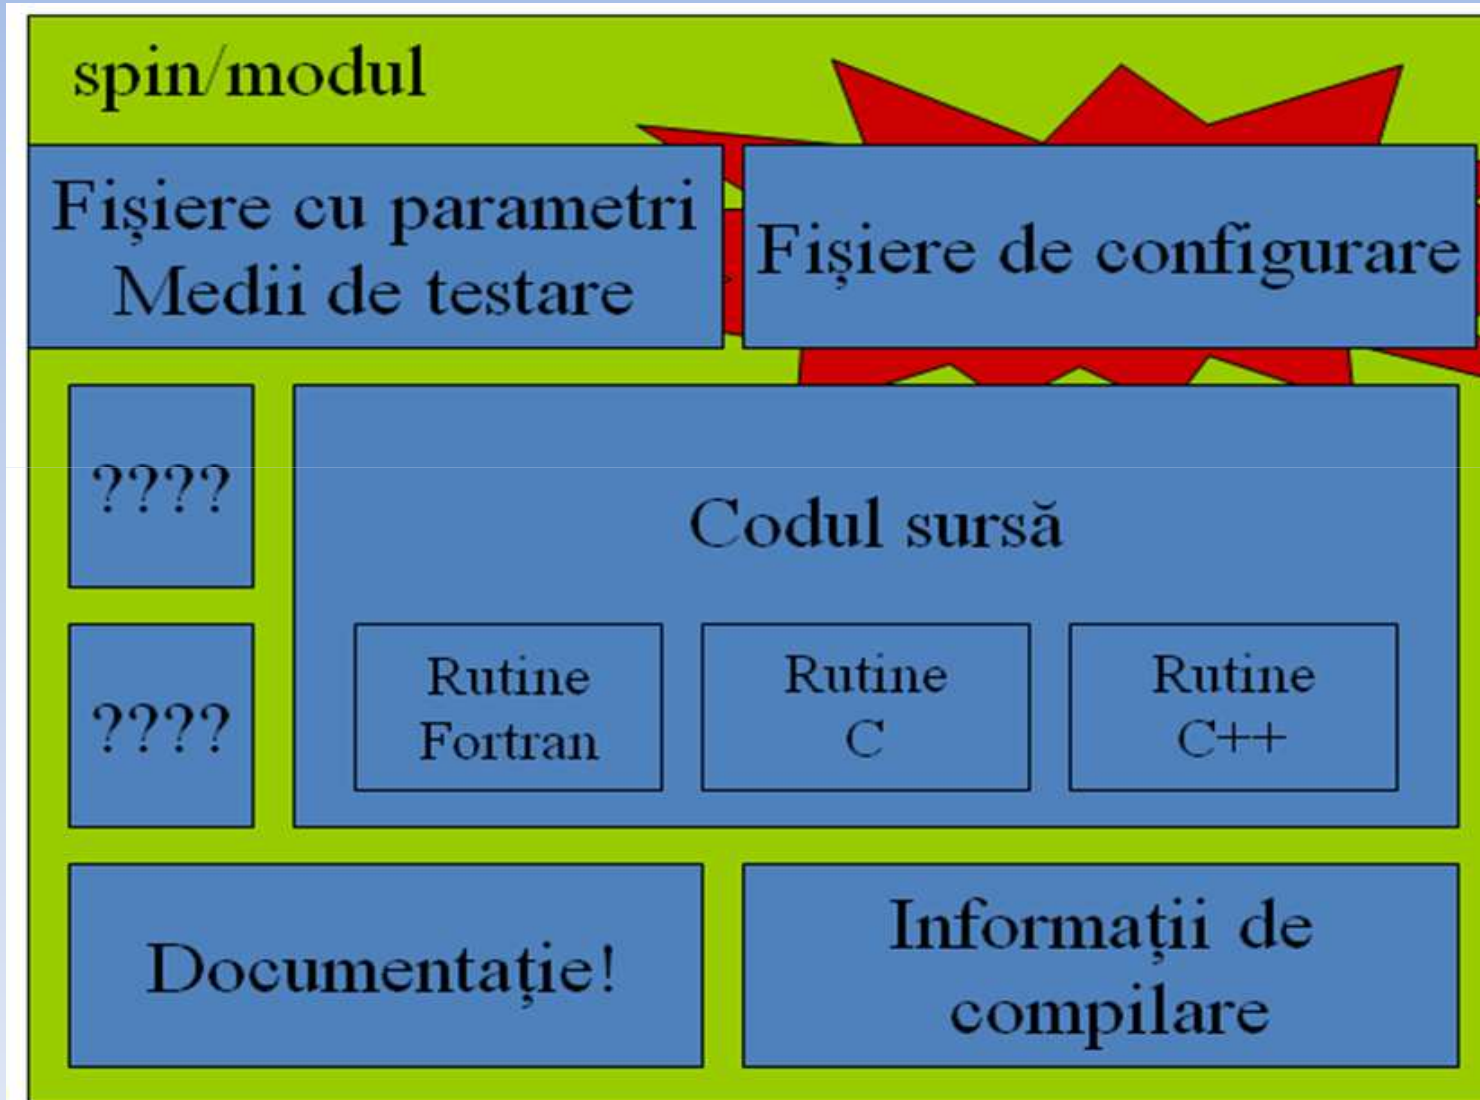 spin/modul
Fișiere cu parametri
Medii de testare
Fișiere de configurare
????
Codul sursă
????
Rutine
Fortran
Rutine
C
Rutine
C++
Documentație!
Informații de
compilare